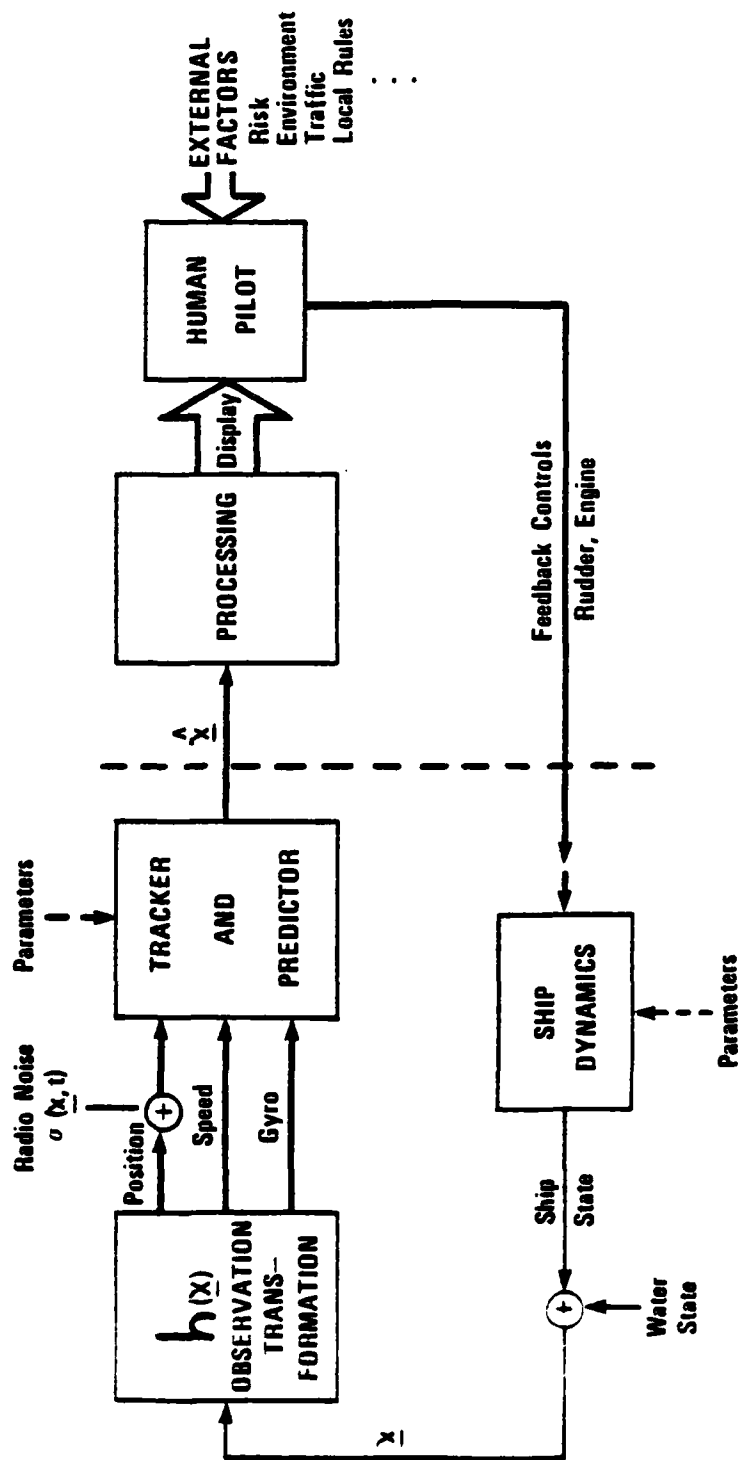 Radio Noise
σ (x, t)
Parameters
h(x)
OBSERVATION
TRANS–
FORMATION
Position
+
Speed
Gyro
TRACKER
AND
PREDICTOR
x̂
PROCESSING
Display
HUMAN
PILOT
EXTERNAL
FACTORS
Risk
Environment
Traffic
Local Rules
. . .
Feedback Controls
Rudder, Engine
SHIP
DYNAMICS
Parameters
Ship
State
+
Water
State
x